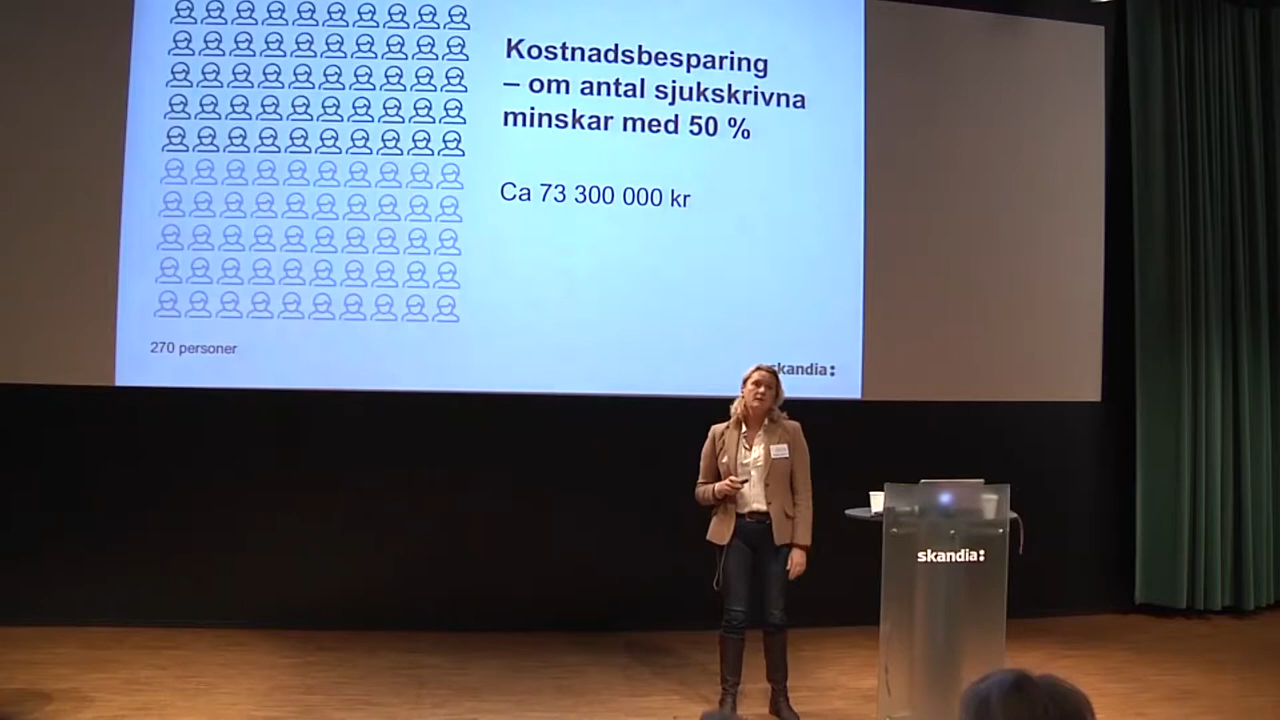 Kostnadsbesparing
– om antal sjukskrivna
minskar med 50 %
Ca 73 300 000 kr
270 personer
skandia:
skandia: